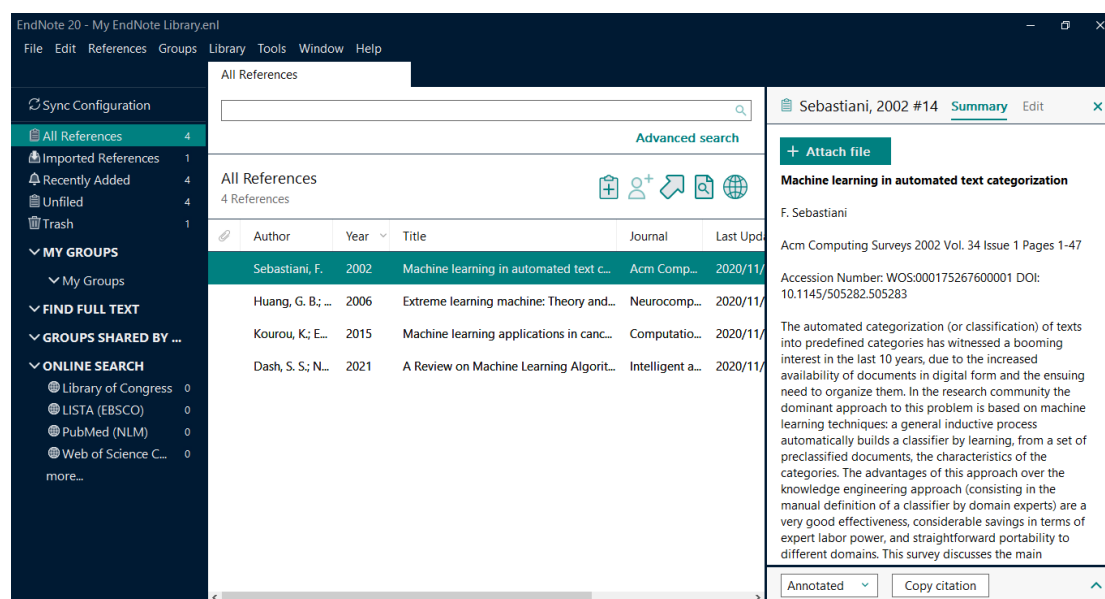 EndNote 20 - My EndNote Library.enl
File Edit References Groups Library Tools Window Help
All References
Sync Configuration
All References 4
Imported References 1
Recently Added 4
Unfiled 4
Trash 1
MY GROUPS
My Groups
FIND FULL TEXT
GROUPS SHARED BY ...
ONLINE SEARCH
Library of Congress 0
LISTA (EBSCO) 0
PubMed (NLM) 0
Web of Science C... 0
more...
Advanced search
All References
4 References
Author Year Title Journal Last Upd
Sebastiani, F. 2002 Machine learning in automated text c... Acm Comp... 2020/11/
Huang, G. B.; ... 2006 Extreme learning machine: Theory and... Neurocomp... 2020/11/
Kourou, K.; E... 2015 Machine learning applications in canc... Computatio... 2020/11/
Dash, S. S.; N... 2021 A Review on Machine Learning Algorit... Intelligent a... 2020/11/
Sebastiani, 2002 #14 Summary Edit
+ Attach file
Machine learning in automated text categorization
F. Sebastiani
Acm Computing Surveys 2002 Vol. 34 Issue 1 Pages 1-47
Accession Number: WOS:000175267600001 DOI:
10.1145/505282.505283
The automated categorization (or classification) of texts
into predefined categories has witnessed a booming
interest in the last 10 years, due to the increased
availability of documents in digital form and the ensuing
need to organize them. In the research community the
dominant approach to this problem is based on machine
learning techniques: a general inductive process
automatically builds a classifier by learning, from a set of
preclassified documents, the characteristics of the
categories. The advantages of this approach over the
knowledge engineering approach (consisting in the
manual definition of a classifier by domain experts) are a
very good effectiveness, considerable savings in terms of
expert labor power, and straightforward portability to
different domains. This survey discusses the main
Annotated Copy citation